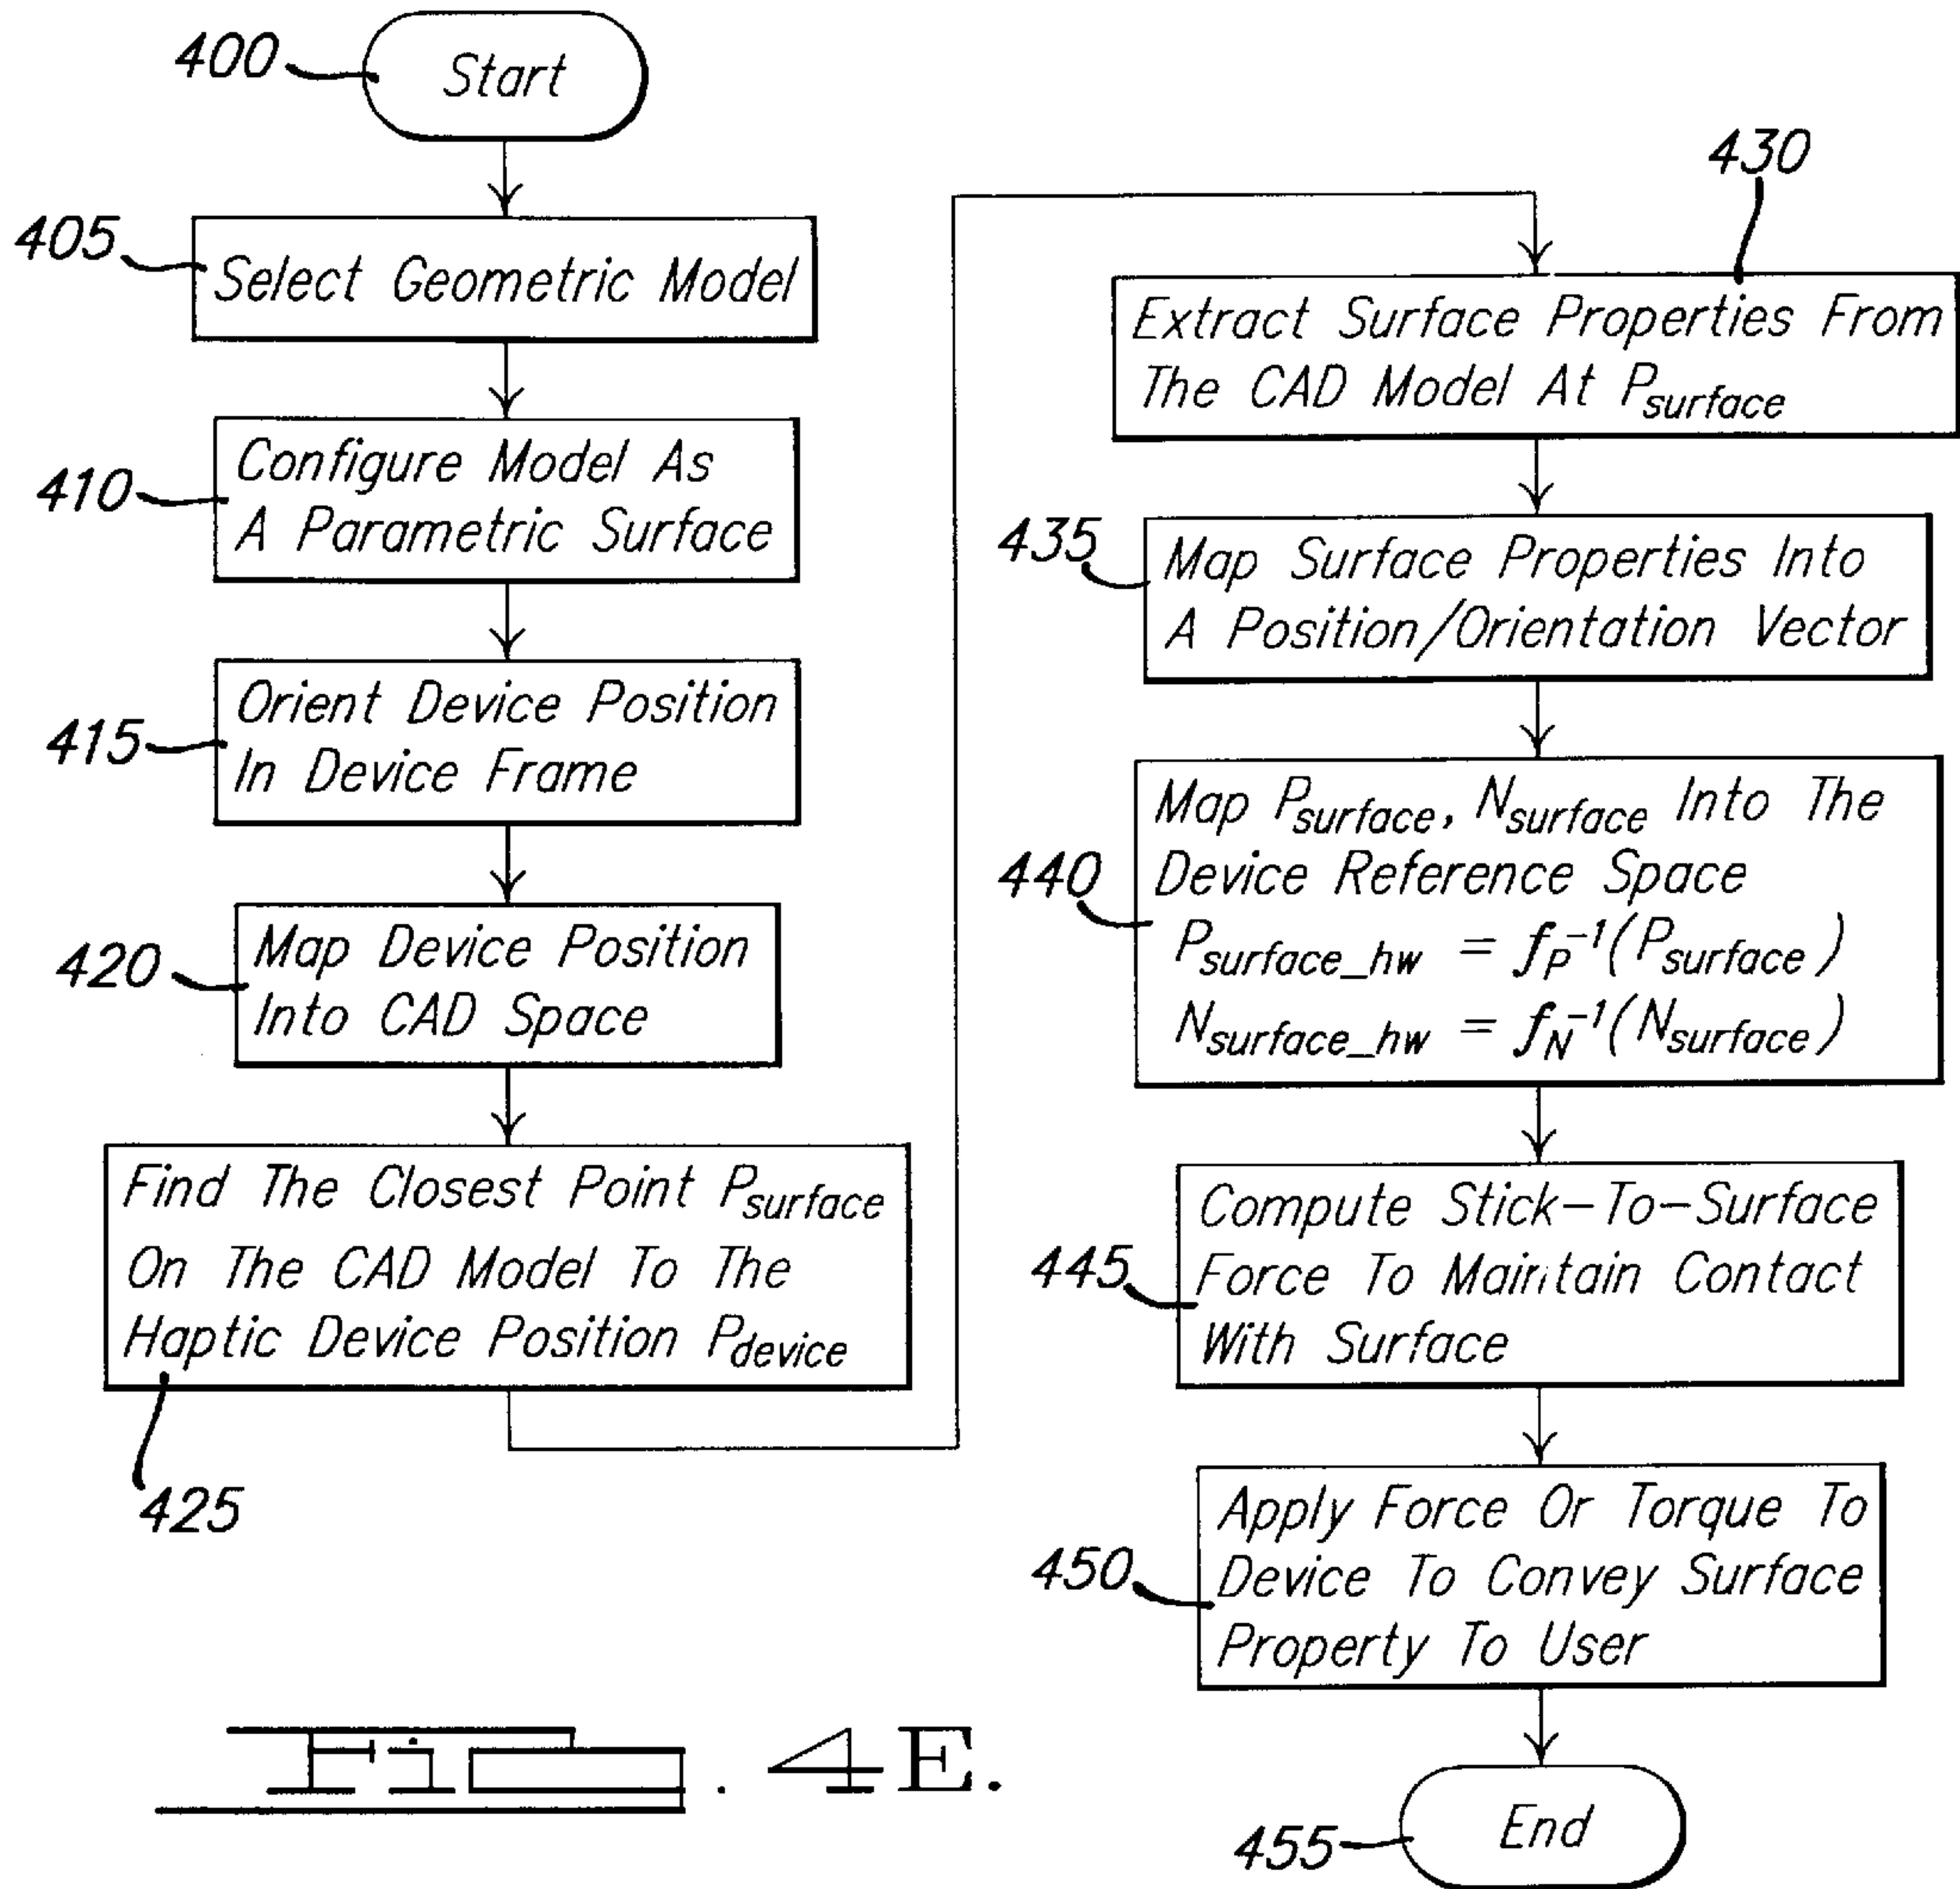 400
Start
405
Select Geometric Model
410
Configure Model As
A Parametric Surface
415
Orient Device Position
In Device Frame
420
Map Device Position
Into CAD Space
Find The Closest Point Psurface
On The CAD Model To The
Haptic Device Position Pdevice
425
430
Extract Surface Properties From
The CAD Model At Psurface
435
Map Surface Properties Into
A Position/Orientation Vector
440
Map Psurface, Nsurface Into The
Device Reference Space
Psurface_hw = fP⁻¹(Psurface)
Nsurface_hw = fN⁻¹(Nsurface)
445
Compute Stick-To-Surface
Force To Maintain Contact
With Surface
450
Apply Force Or Torque To
Device To Convey Surface
Property To User
455
End
4E.